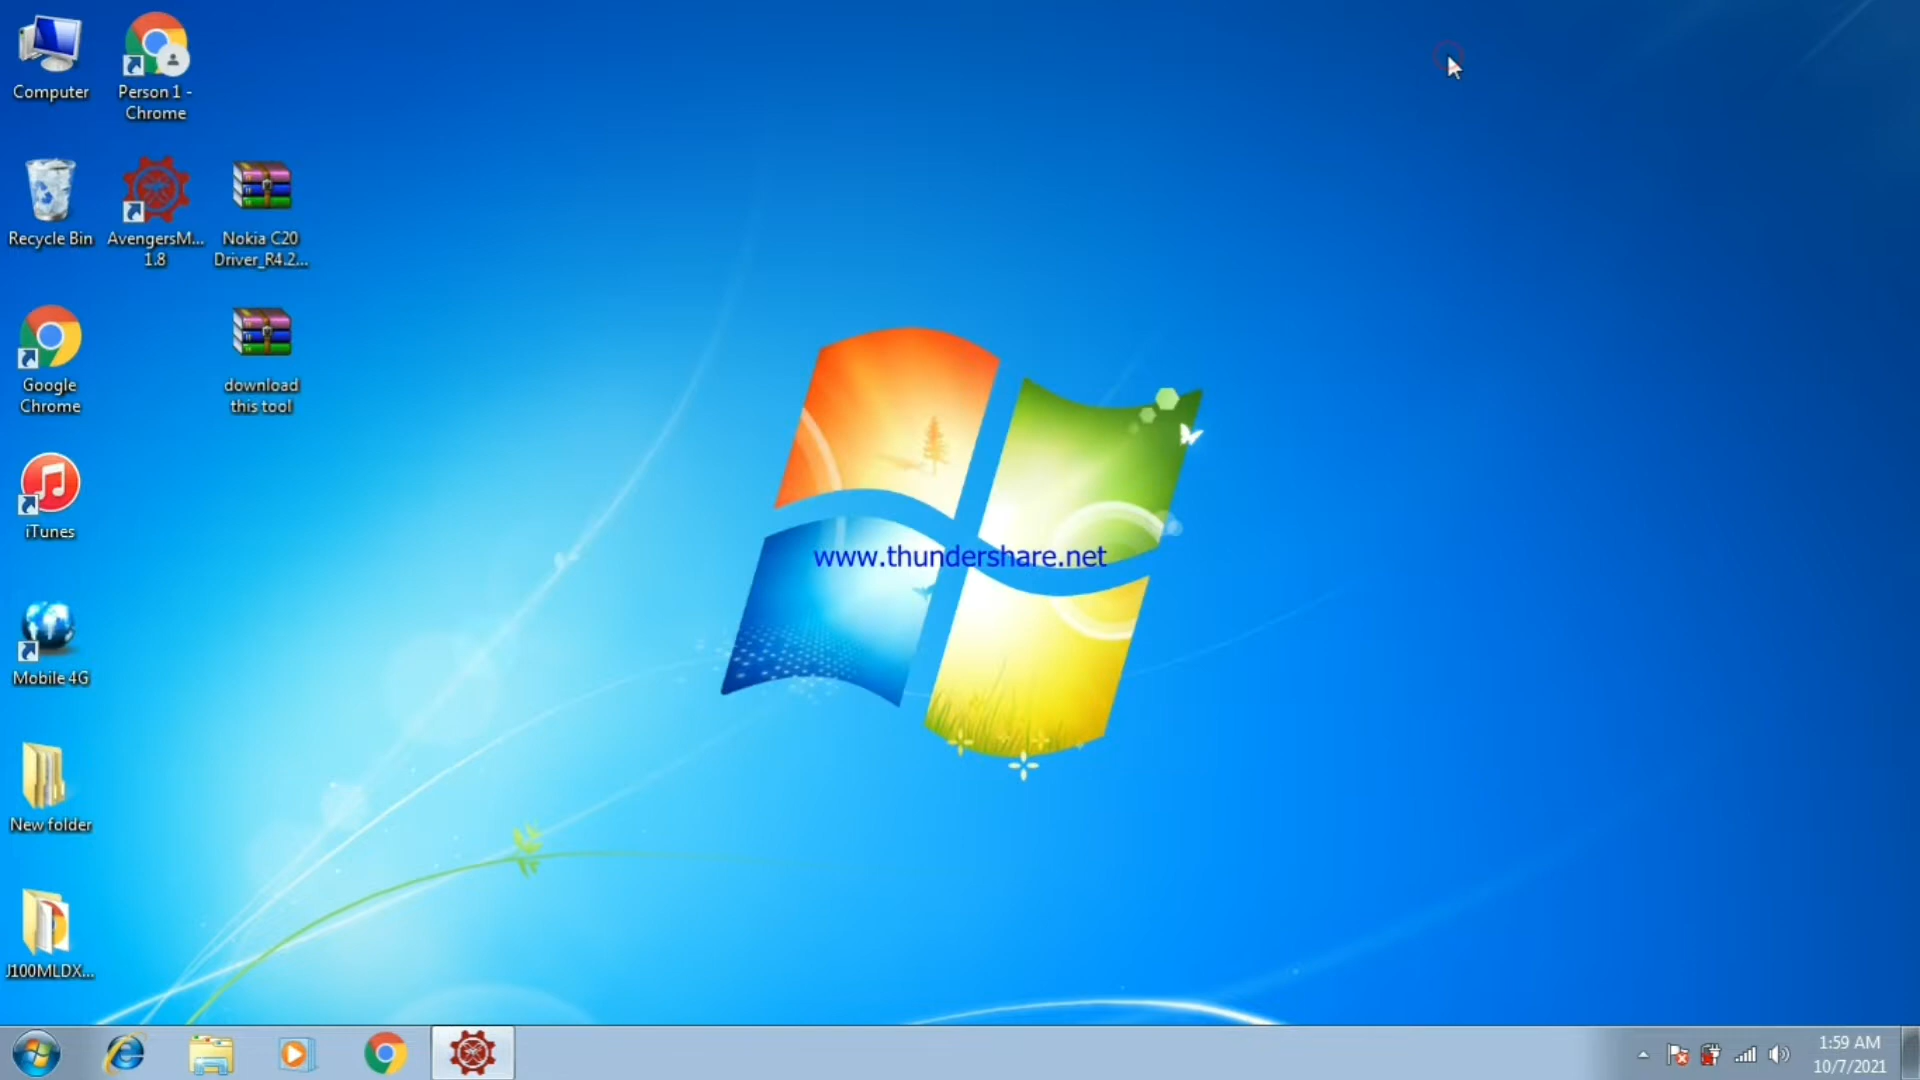 Computer
Person 1 -
Chrome
Recycle Bin
AvengersM...
1.8
Nokia C20
Driver_R4.2...
Google
Chrome
download
this tool
iTunes
www.thundershare.net
Mobile 4G
New folder
J100MLDX...
1:59 AM
10/7/2021